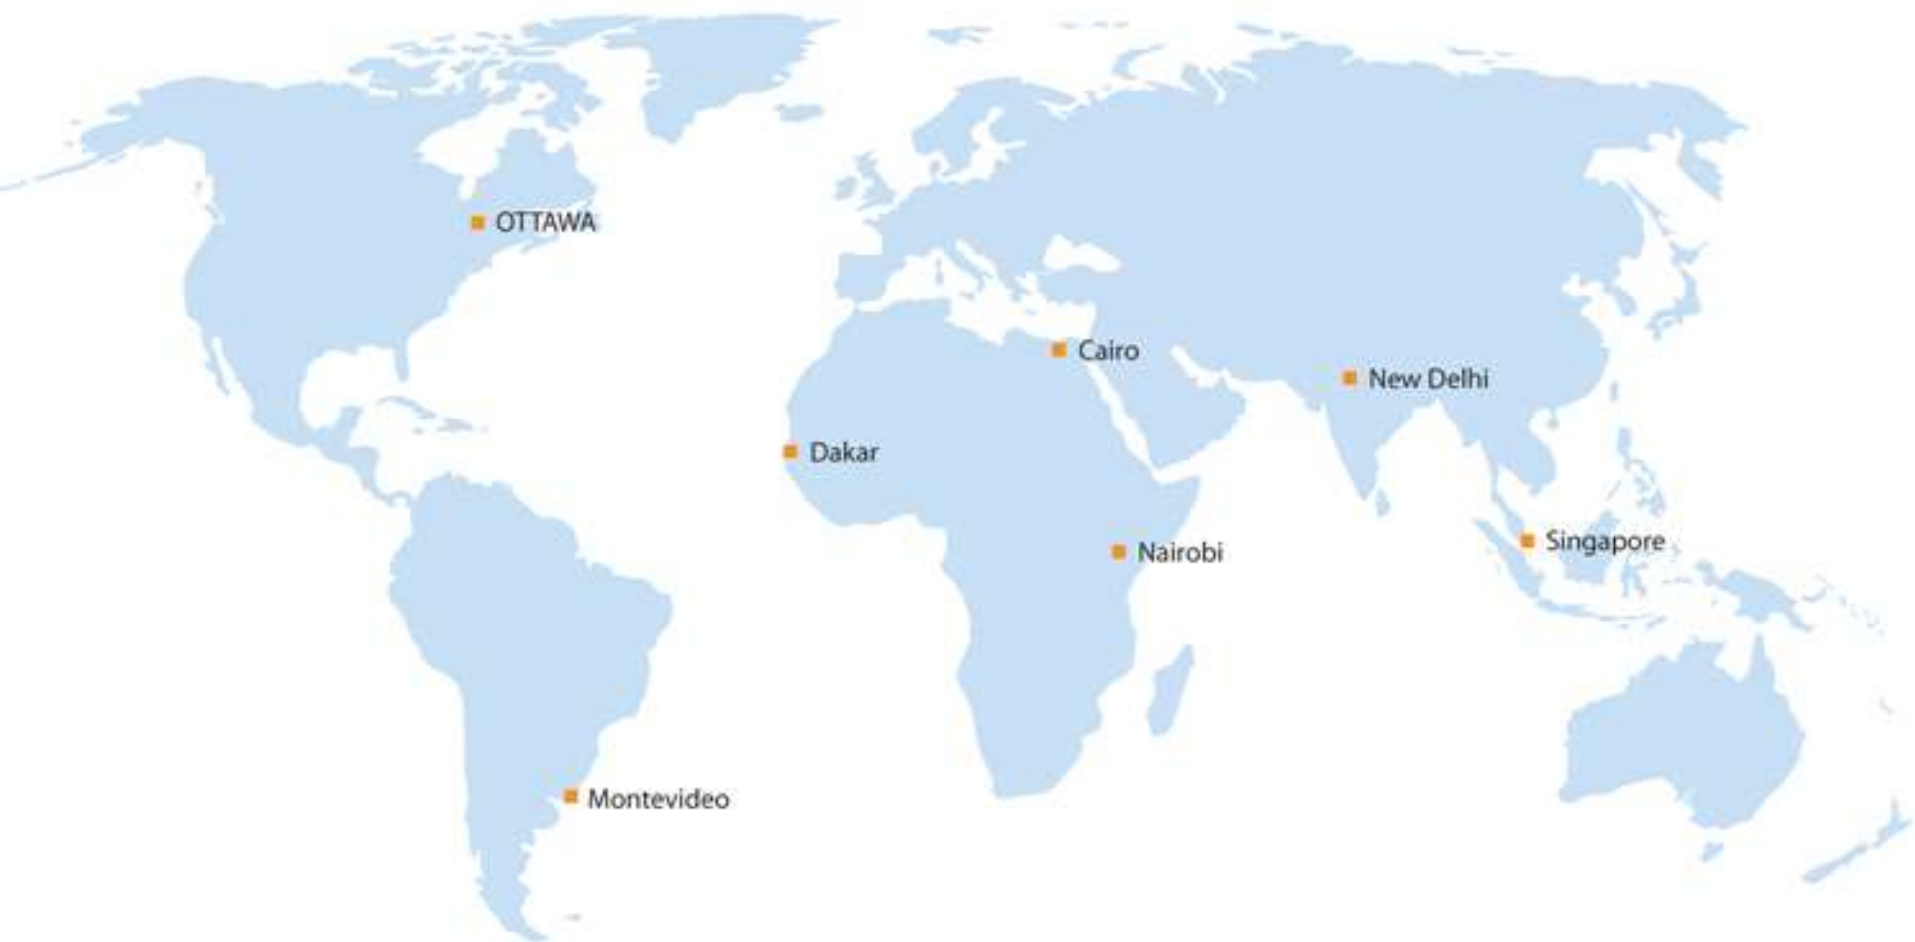 OTTAWA
Cairo
New Delhi
Dakar
Singapore
Nairobi
Montevideo